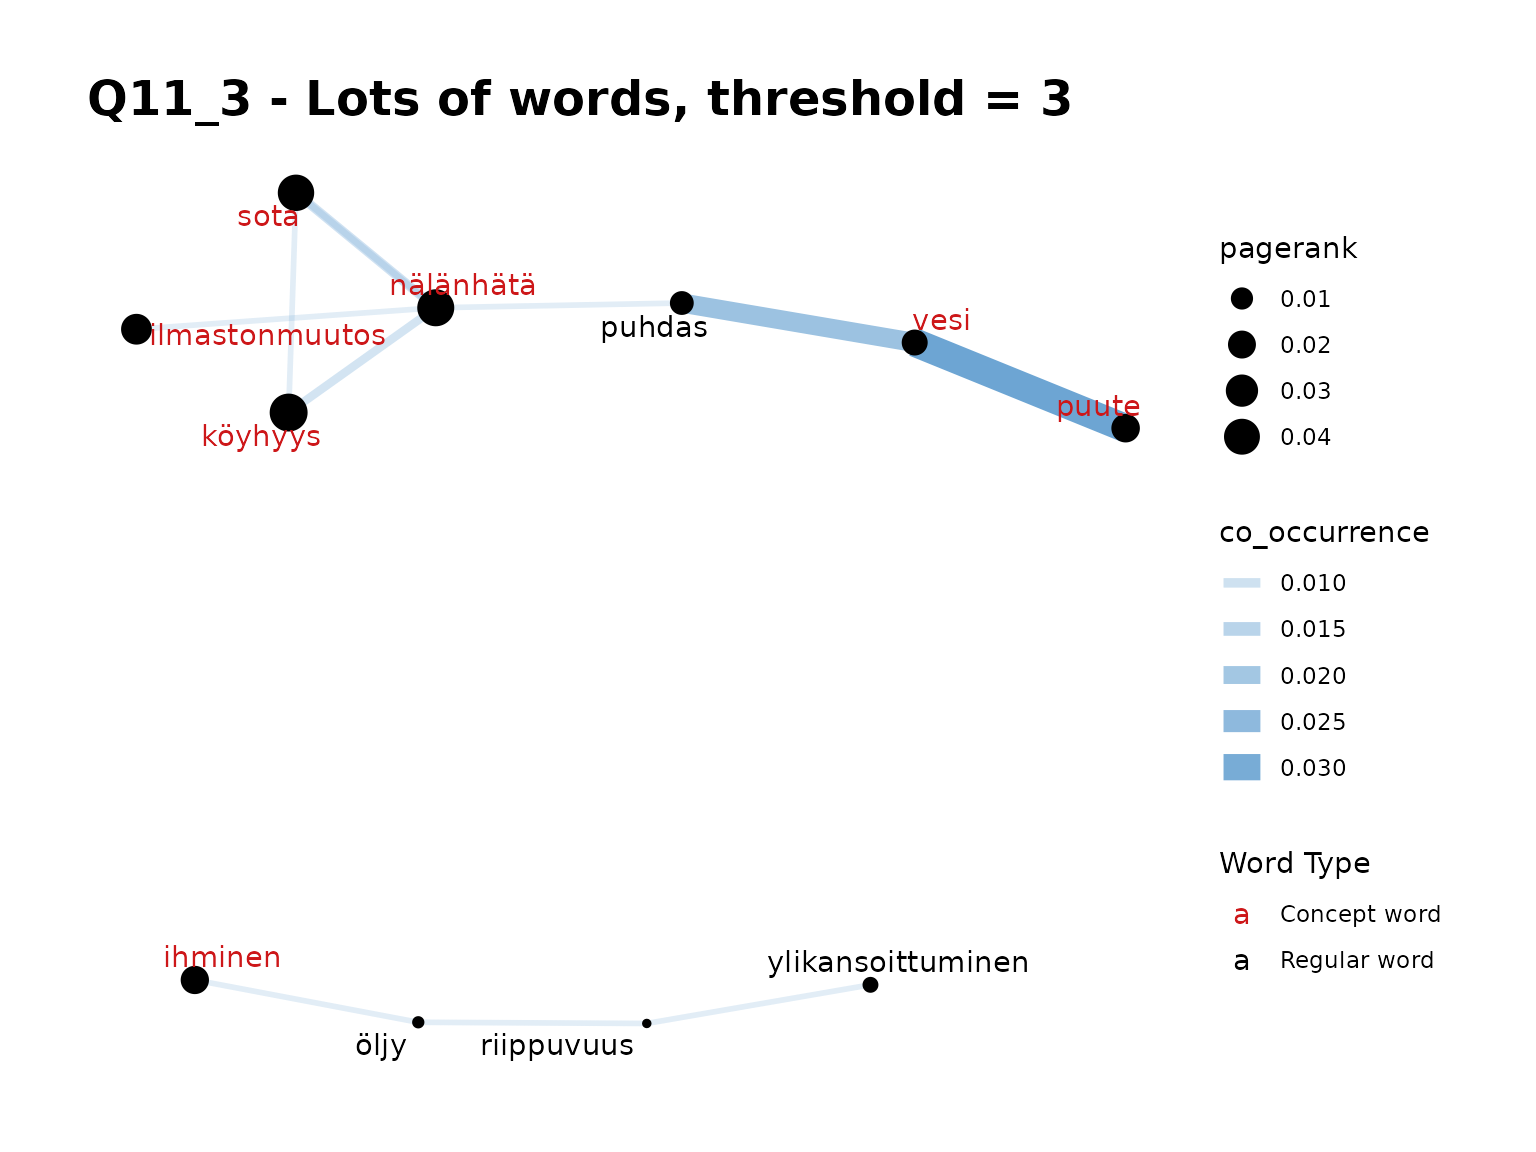 Q11_3 - Lots of words, threshold = 3
sota
nälänhätä
ilmastonmuutos
köyhyys
puhdas
vesi
puute
ihminen
öljy
riippuvuus
ylikansoittuminen
pagerank
0.01
0.02
0.03
0.04
co_occurrence
0.010
0.015
0.020
0.025
0.030
Word Type
a Concept word
a Regular word